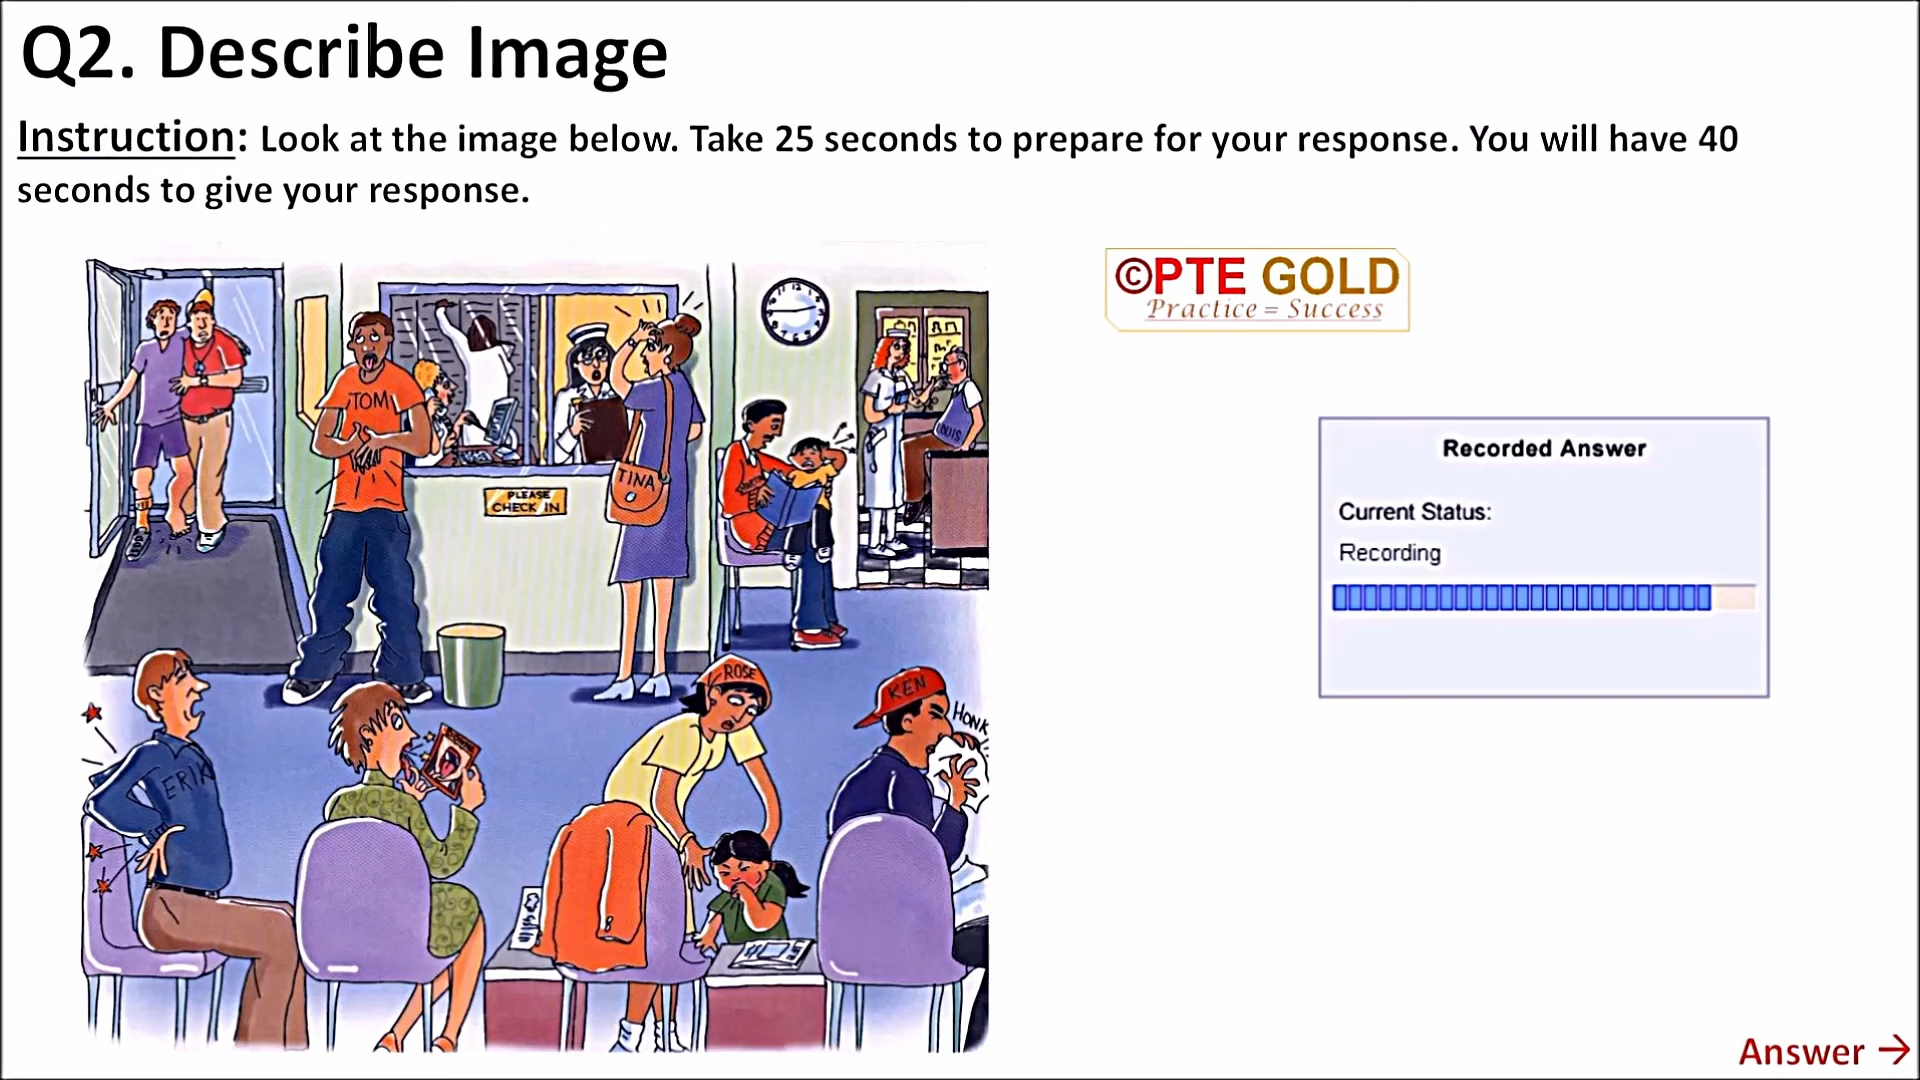 Q2. Describe Image
Instruction: Look at the image below. Take 25 seconds to prepare for your response. You will have 40
seconds to give your response.
©PTE GOLD
Practice = Success
Recorded Answer
Current Status:
Recording
TOM
PLEASE
CHECK IN
TINA
LOUIS
ERIK
ROSE
KEN
HONK
Answer →